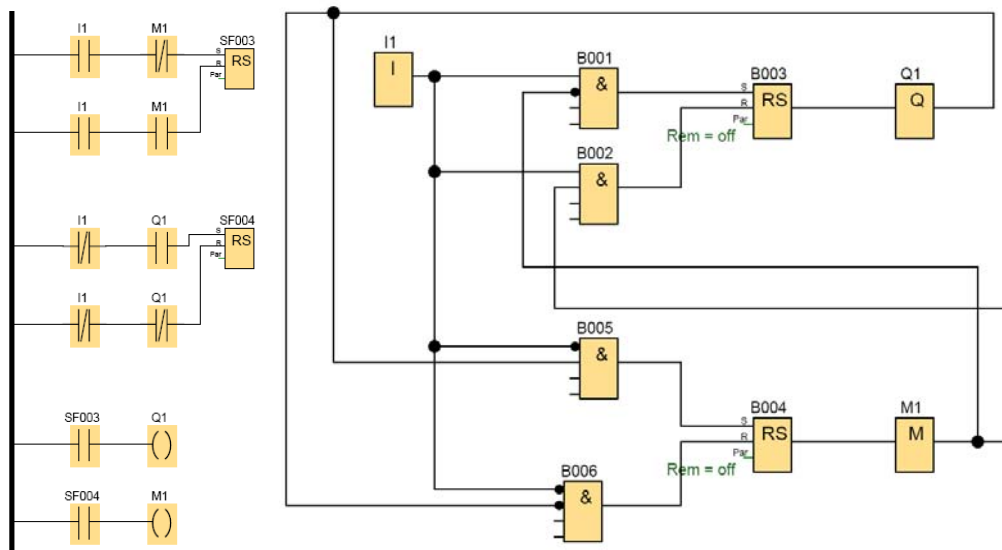 I1 M1 SF003
S
R
Par
RS
I1 M1
I1 Q1 SF004
S
R
Par
RS
I1 Q1
SF003 Q1
( )
SF004 M1
( )
I1
I
B001
&
B002
&
B003
S
R
Par
RS
Rem = off
Q1
Q
B005
&
B004
S
R
Par
RS
Rem = off
M1
M
B006
&